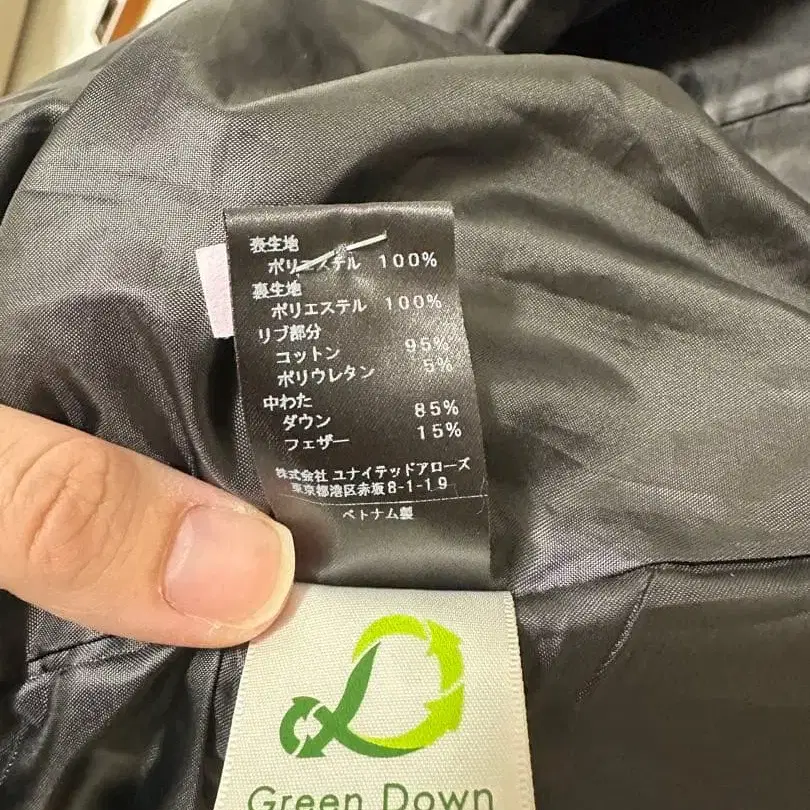 表生地
ポリエステル 100%
裏生地
ポリエステル 100%
リブ部分
コットン 95%
ポリウレタン 5%
中わた
ダウン 85%
フェザー 15%
株式会社 ユナイテッドアローズ
東京都港区赤坂8-1-19
ベトナム製
Green Down